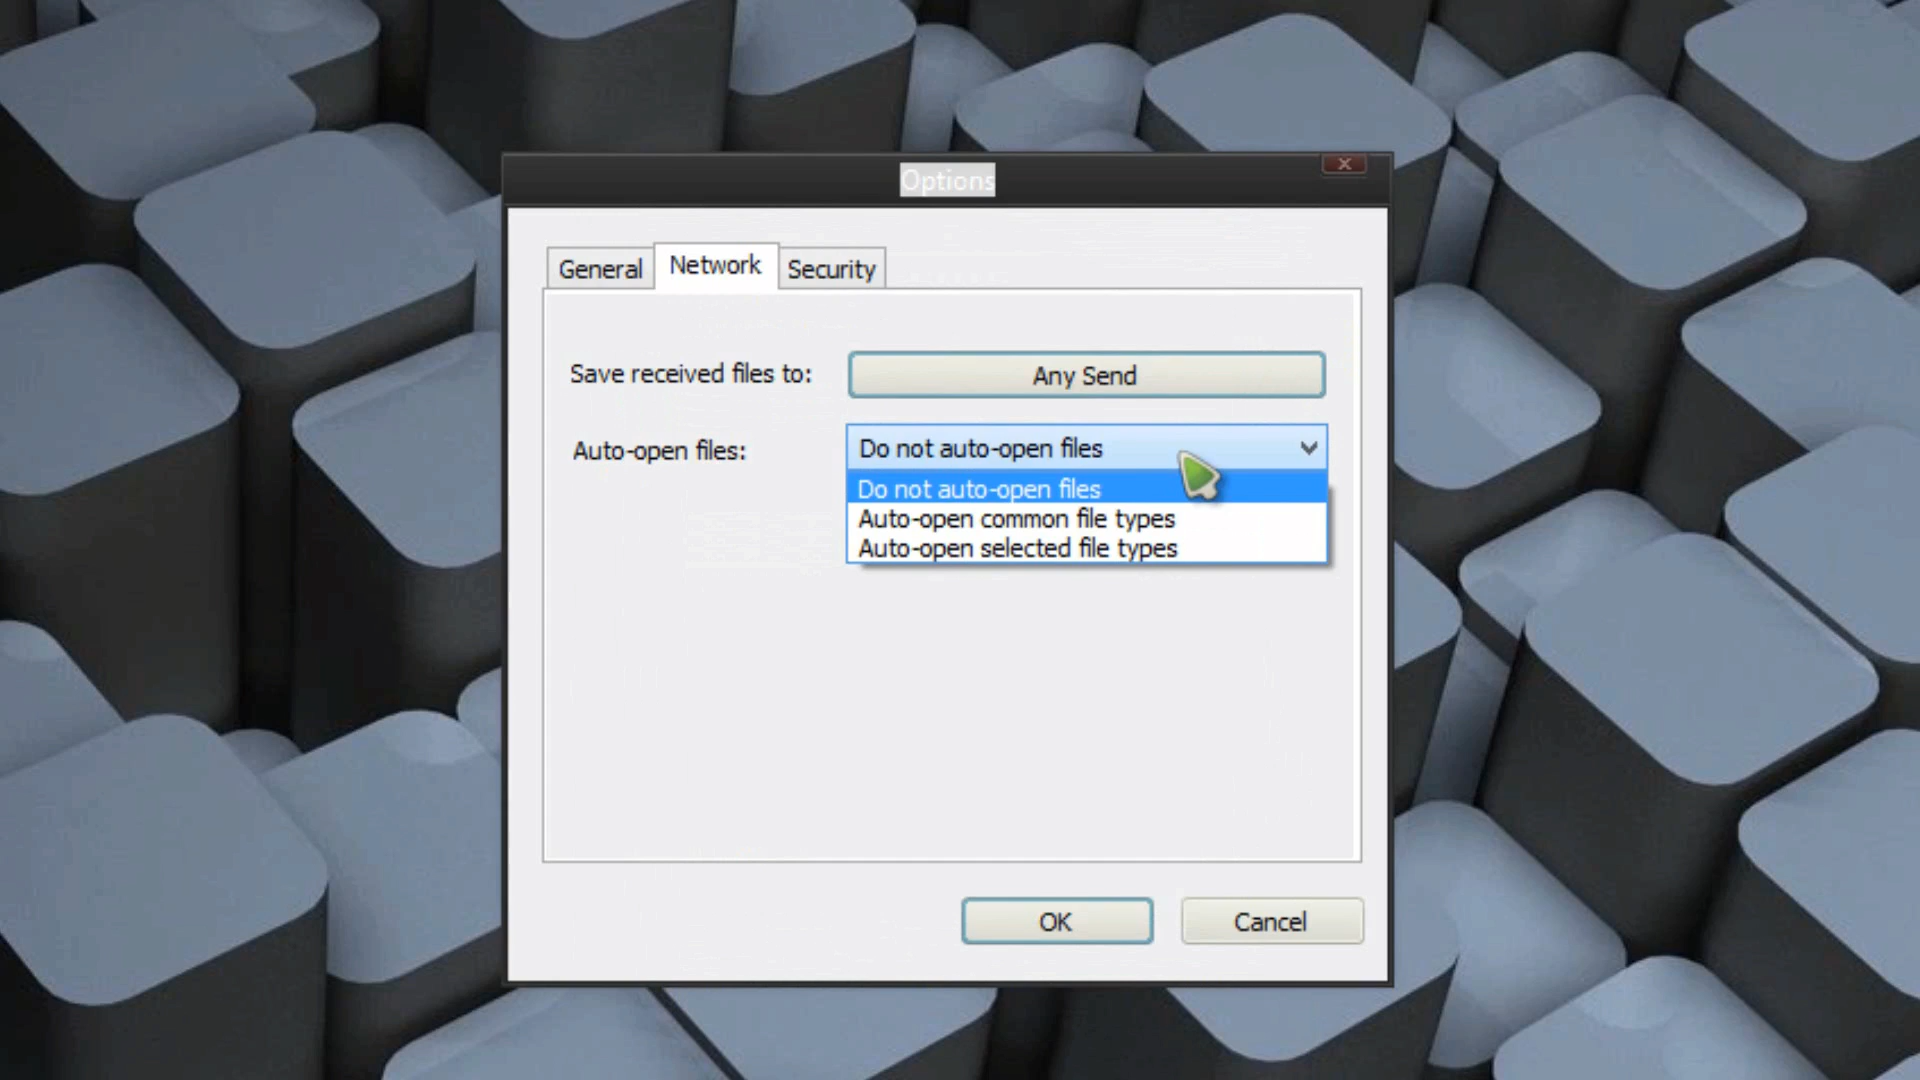 Options
General
Network
Security
Save received files to:
Any Send
Auto-open files:
Do not auto-open files
Do not auto-open files
Auto-open common file types
Auto-open selected file types
OK
Cancel